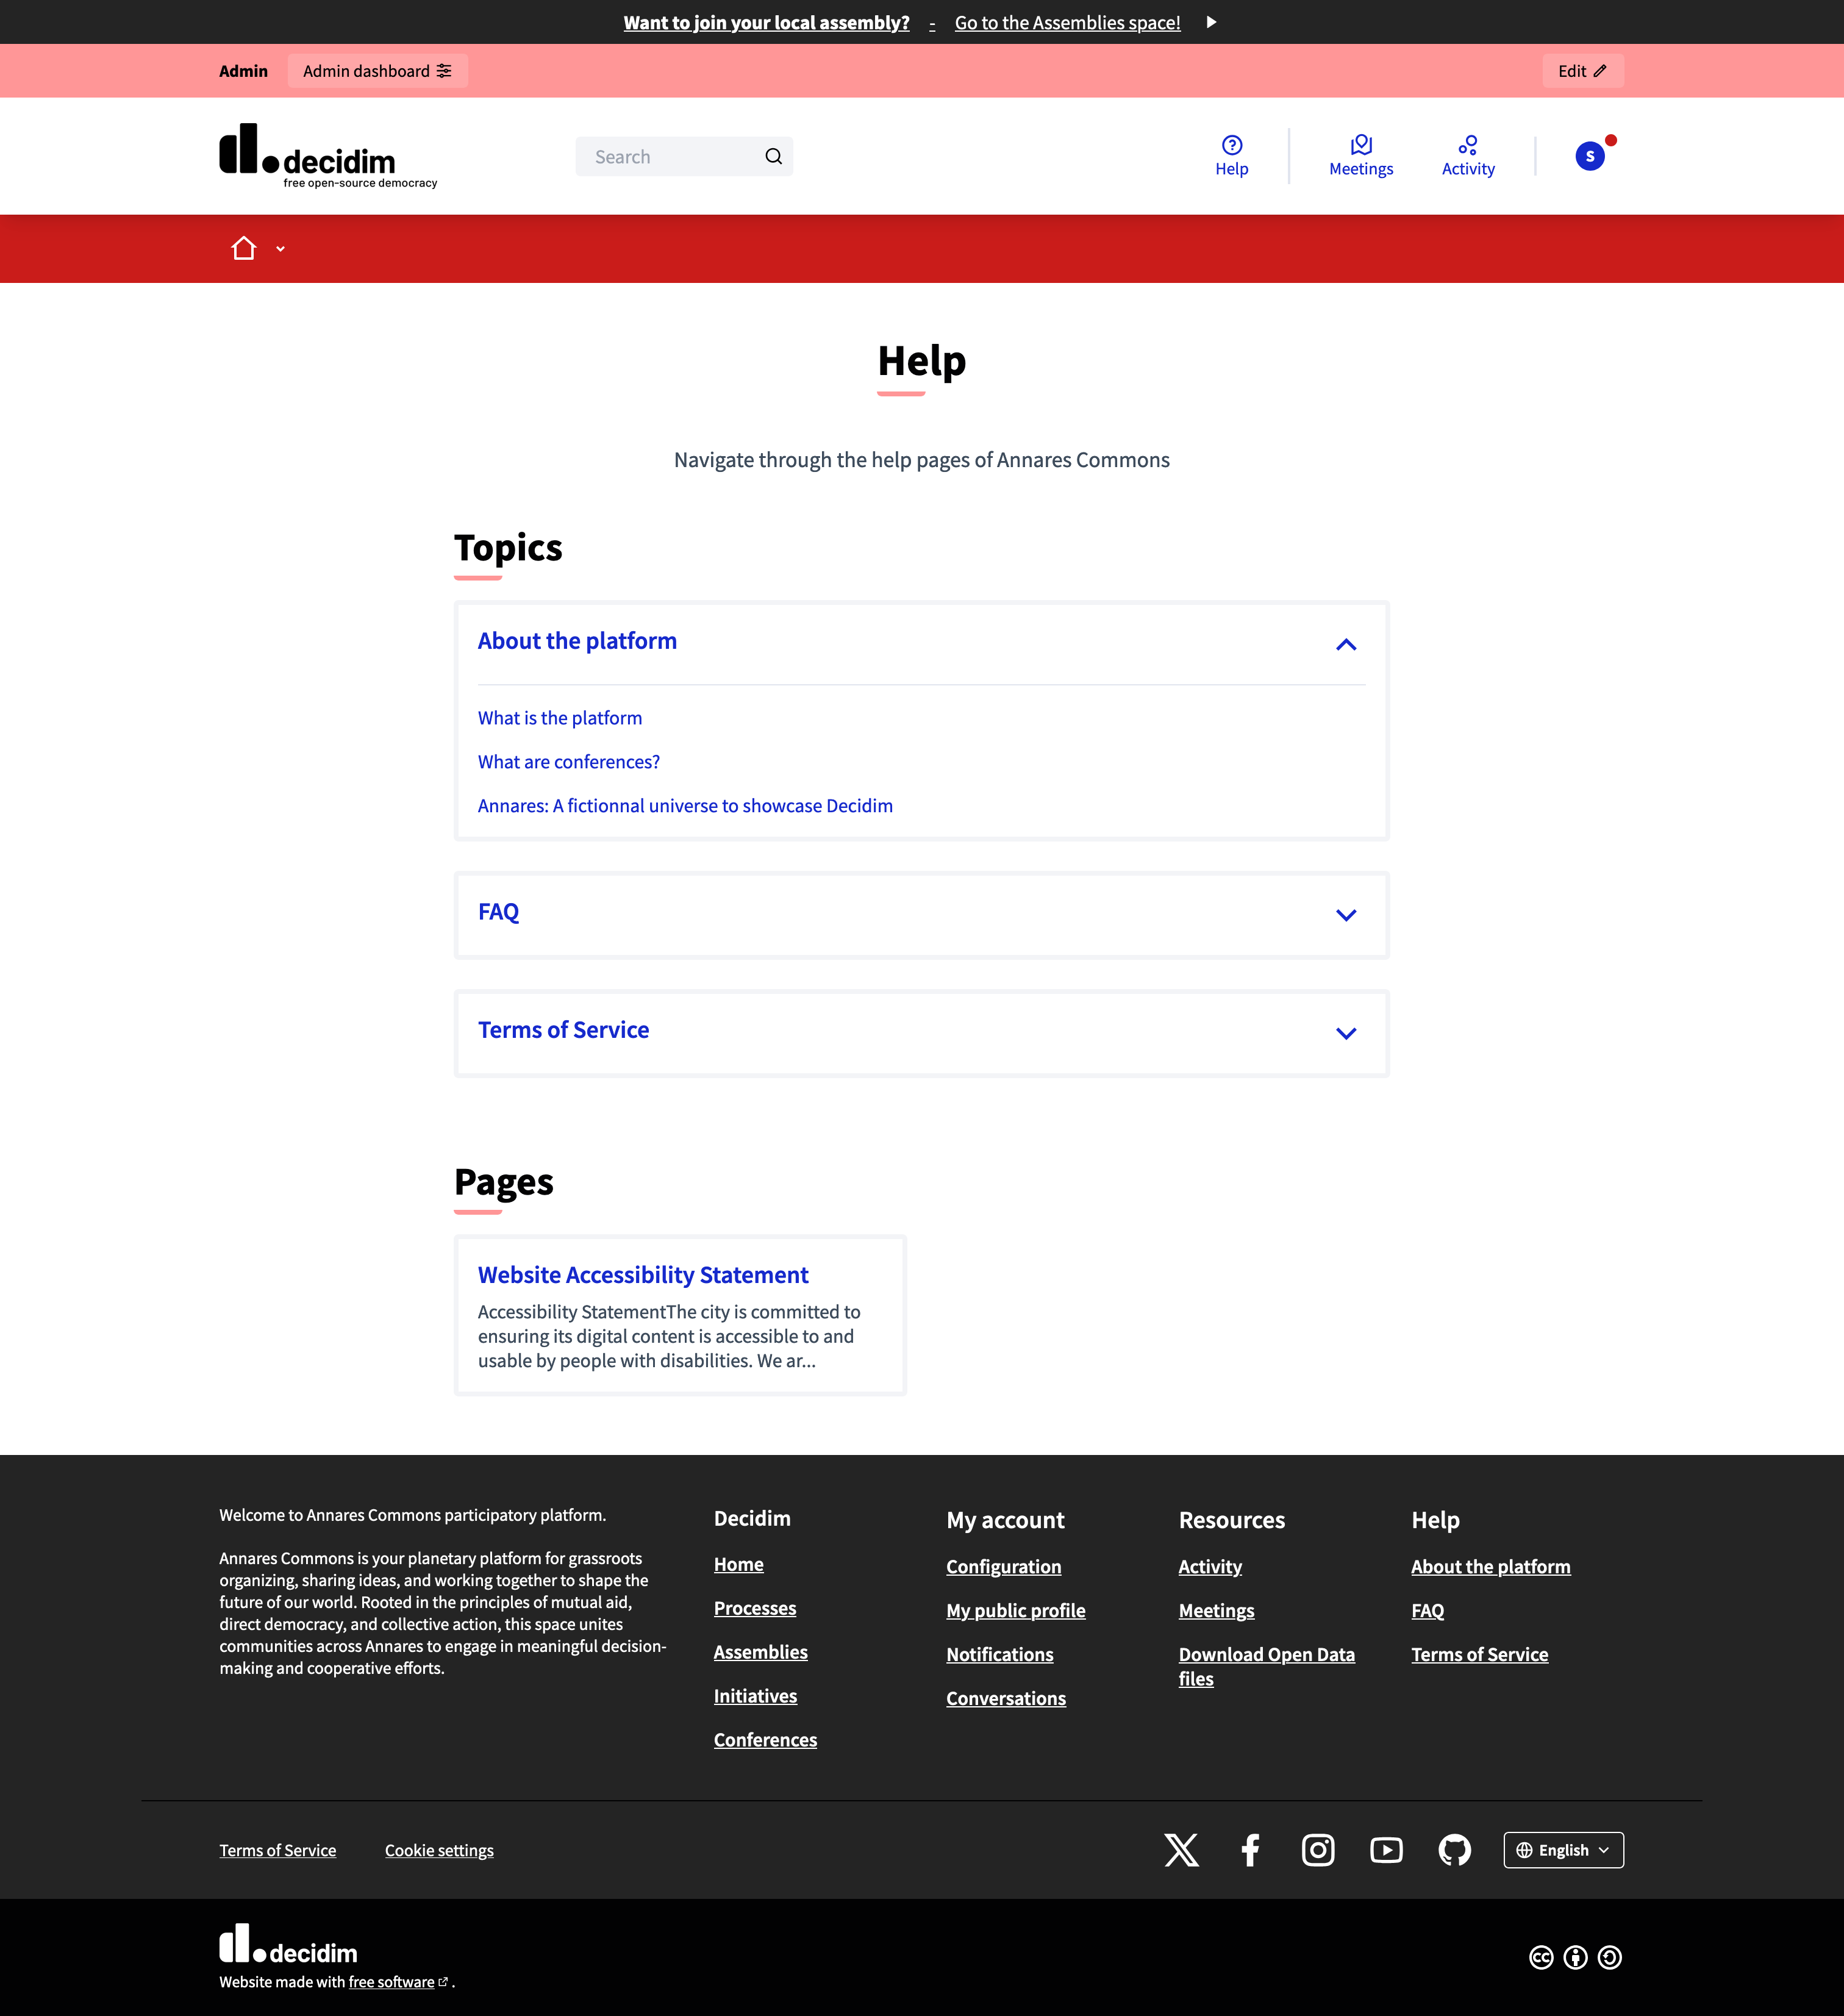 Want to join your local assembly? - Go to the Assemblies space!
Admin
Admin dashboard
Edit
decidim
free open-source democracy
Search
Help
Meetings
Activity
S
Help
Navigate through the help pages of Annares Commons
Topics
About the platform
What is the platform
What are conferences?
Annares: A fictionnal universe to showcase Decidim
FAQ
Terms of Service
Pages
Website Accessibility Statement
Accessibility StatementThe city is committed to
ensuring its digital content is accessible to and
usable by people with disabilities. We ar...
Welcome to Annares Commons participatory platform.
Annares Commons is your planetary platform for grassroots
organizing, sharing ideas, and working together to shape the
future of our world. Rooted in the principles of mutual aid,
direct democracy, and collective action, this space unites
communities across Annares to engage in meaningful decision-
making and cooperative efforts.
Decidim
Home
Processes
Assemblies
Initiatives
Conferences
My account
Configuration
My public profile
Notifications
Conversations
Resources
Activity
Meetings
Download Open Data
files
Help
About the platform
FAQ
Terms of Service
Terms of Service
Cookie settings
English
decidim
Website made with free software .